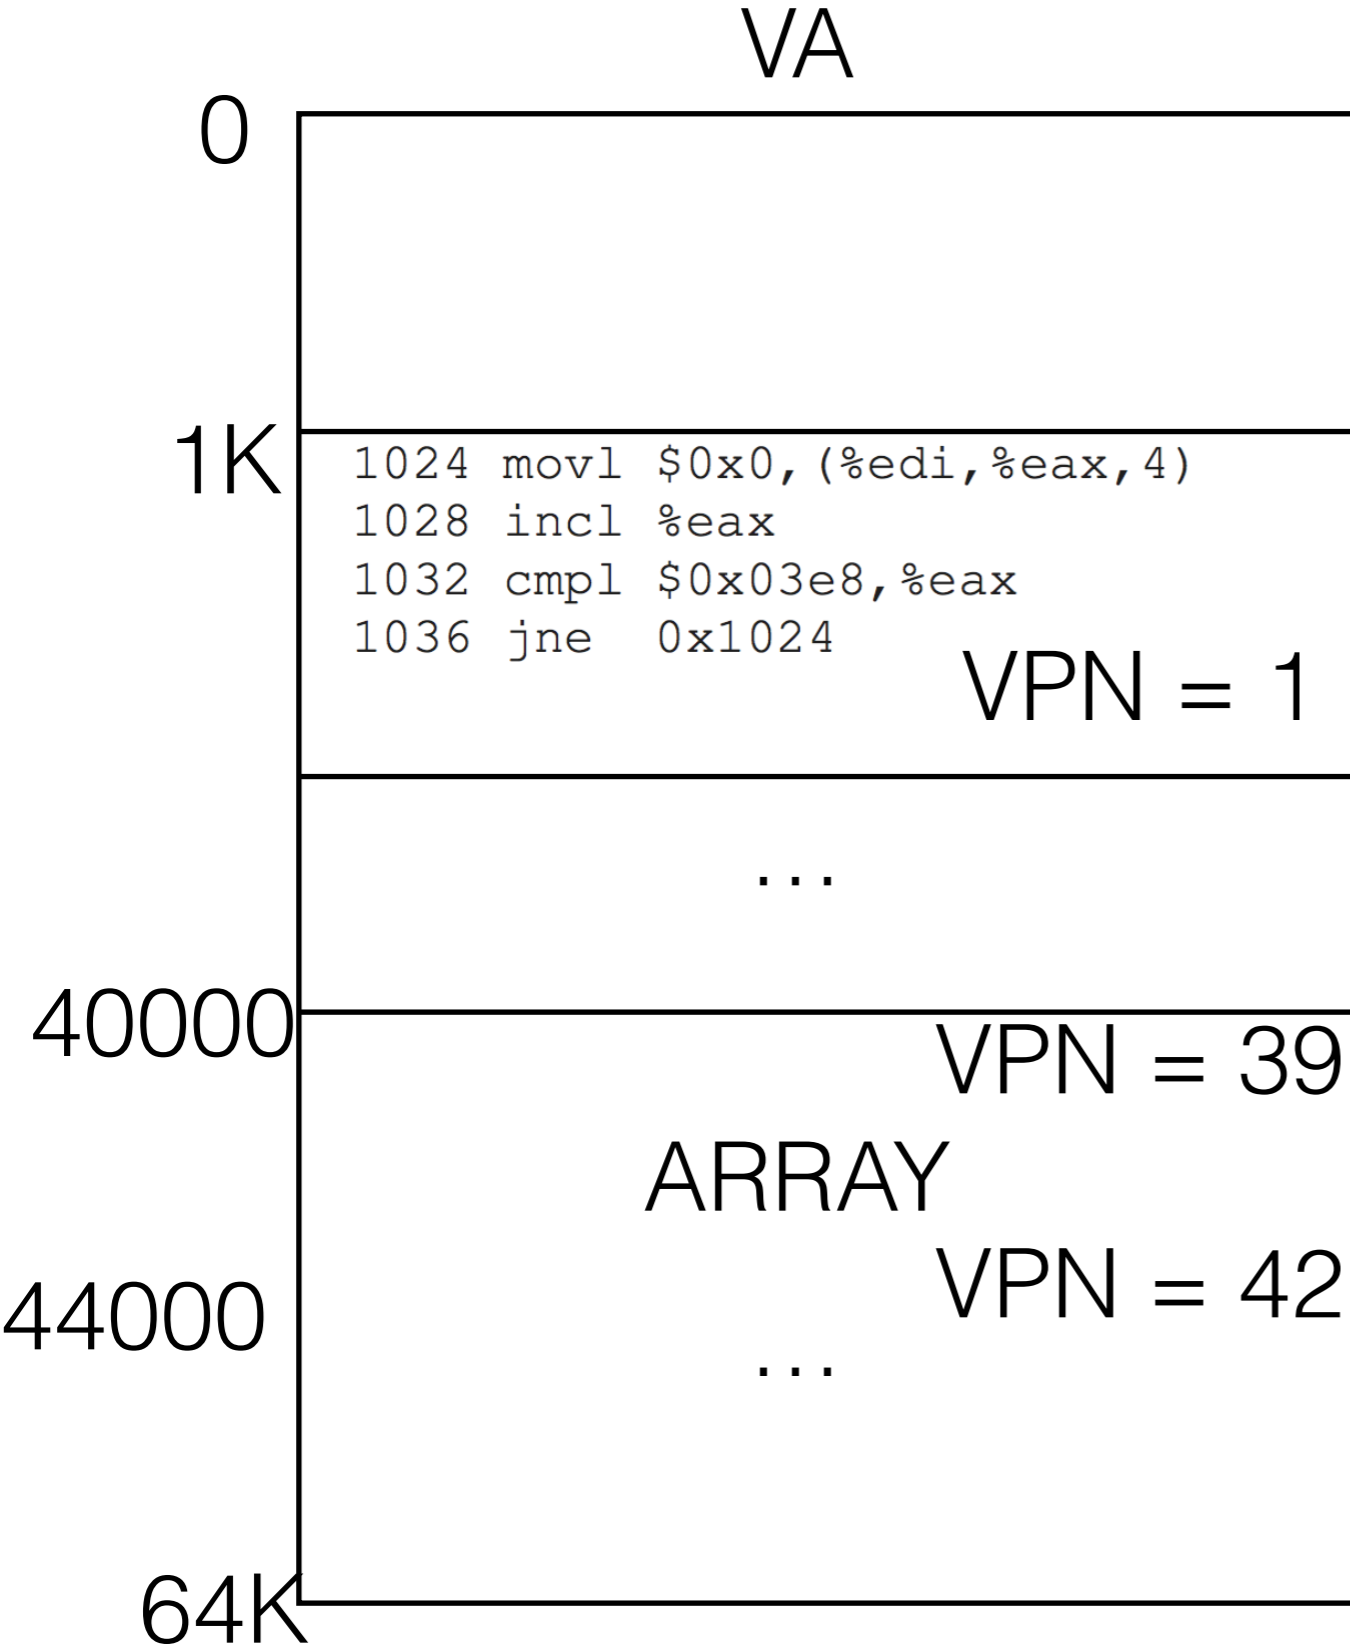 VA
0
1K
1024 movl $0x0,(%edi,%eax,4)
1028 incl %eax
1032 cmpl $0x03e8,%eax
1036 jne 0x1024
VPN = 1
...
40000
VPN = 39
ARRAY
VPN = 42
44000
...
64K